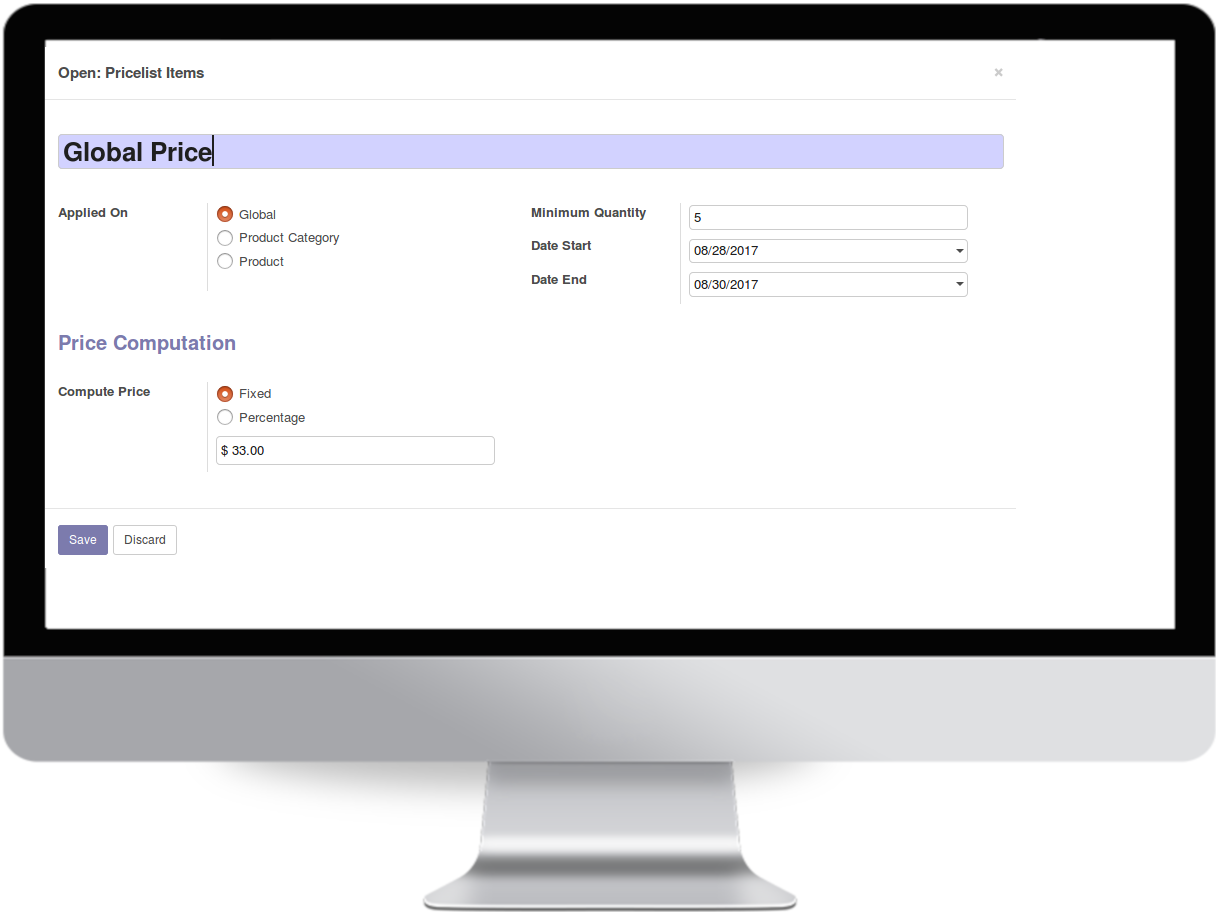 Open: Pricelist Items ×
Global Price
Applied On
Global
Product Category
Product
Minimum Quantity 5
Date Start 08/28/2017
Date End 08/30/2017
Price Computation
Compute Price
Fixed
Percentage
$ 33.00
Save Discard